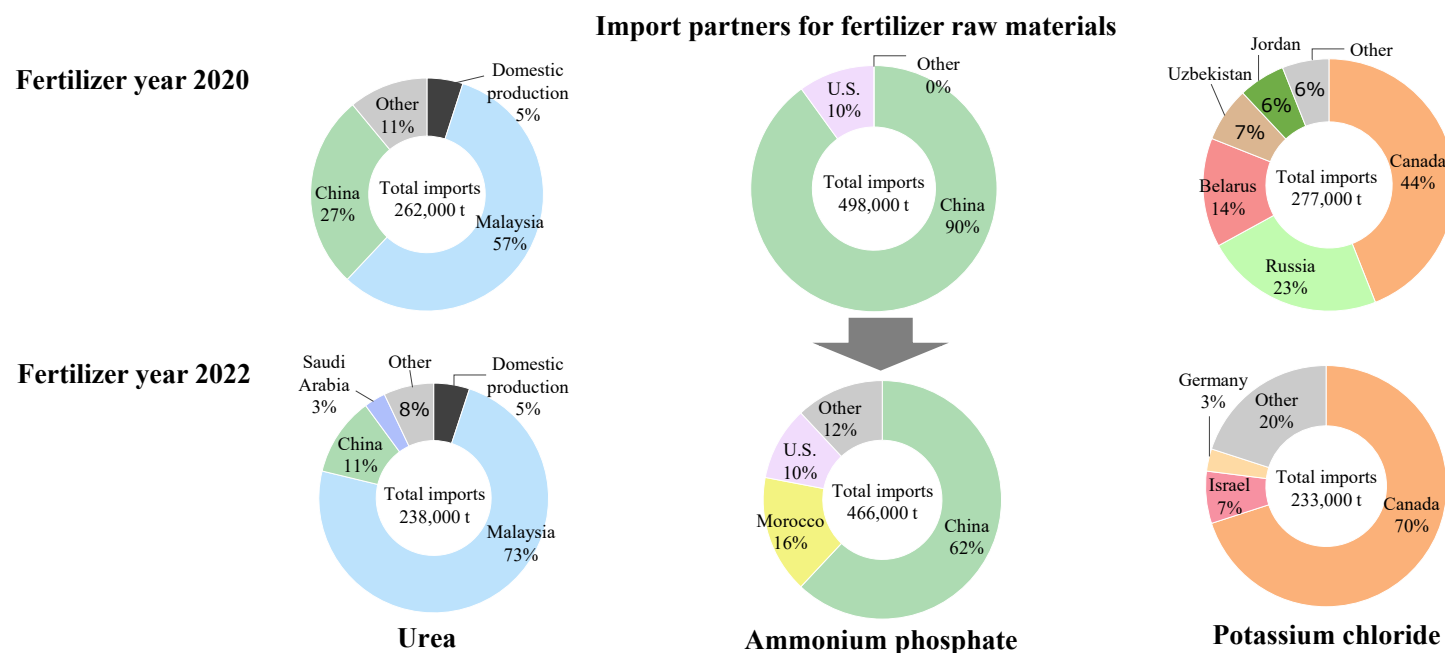 Import partners for fertilizer raw materials
Fertilizer year 2020
Domestic
production
5%
Other
11%
China
27%
Total imports
262,000 t
Malaysia
57%
Other
0%
U.S.
10%
Total imports
498,000 t
China
90%
Jordan
Other
Uzbekistan
6%
6%
7%
Canada
44%
Belarus
14%
Total imports
277,000 t
Russia
23%
Fertilizer year 2022
Saudi
Arabia
3%
Other
8%
Domestic
production
5%
China
11%
Total imports
238,000 t
Malaysia
73%
Other
12%
U.S.
10%
Morocco
16%
Total imports
466,000 t
China
62%
Germany
3%
Other
20%
Israel
7%
Total imports
233,000 t
Canada
70%
Urea
Ammonium phosphate
Potassium chloride